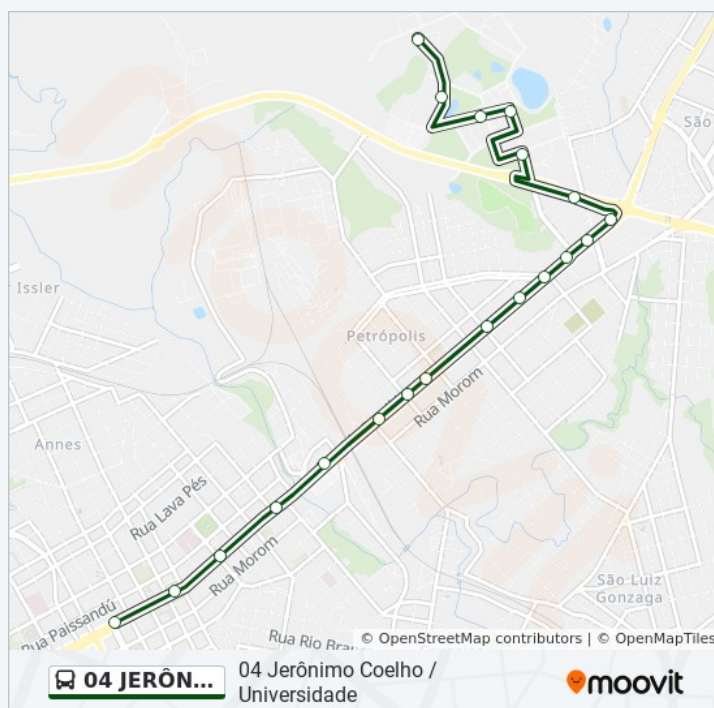 São
r Issler
Petrópolis
Rua Morom
Annes
Rua Lava Pés
Rua Morom
São Luiz
Gonzaga
Rua Paissandú
Rua Rio Bra
© OpenStreetMap contributors | © OpenMapTiles
04 JERÔN...
04 Jerônimo Coelho /
Universidade
moovit